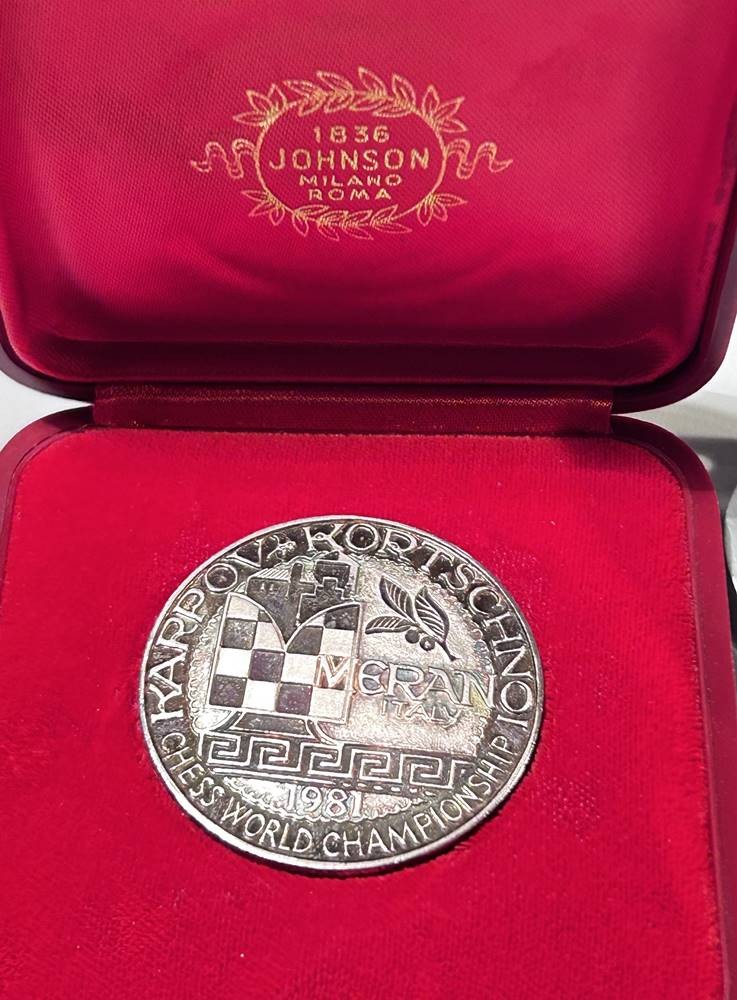 1836
JOHNSON
MILANO
ROMA
KARPOV KORTSCHNOI
MERAN
ITALY
1981
CHESS WORLD CHAMPIONSHIP